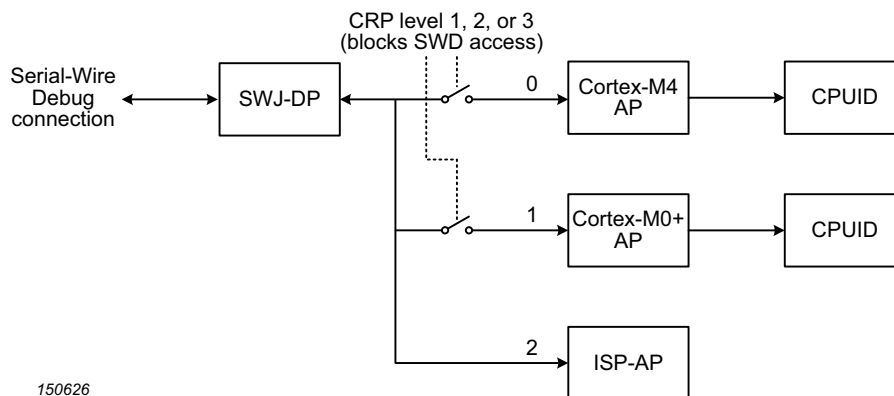 CRP level 1, 2, or 3
(blocks SWD access)
Serial-Wire
Debug
connection
SWJ-DP
0
Cortex-M4
AP
CPUID
1
Cortex-M0+
AP
CPUID
2
ISP-AP
150626